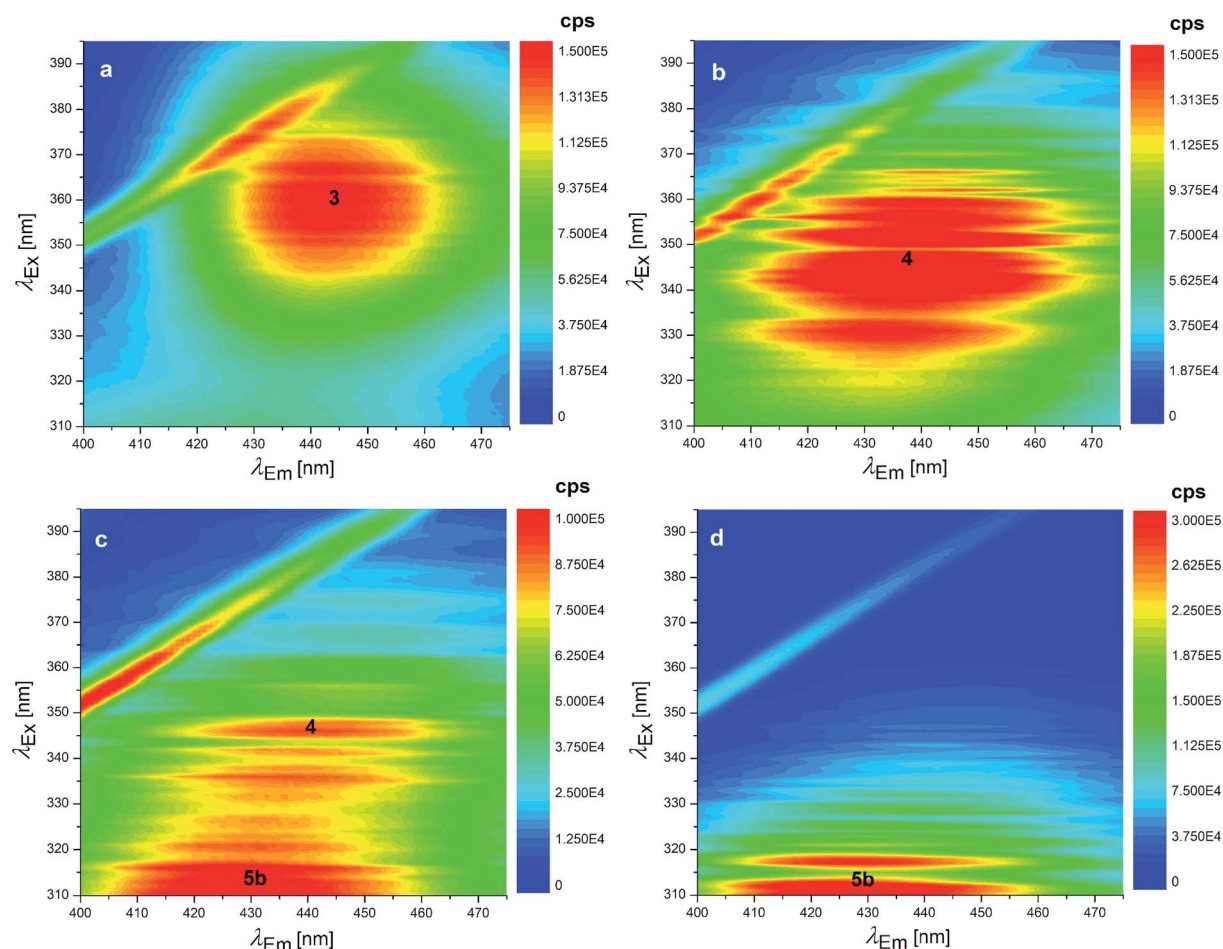 cps
a
3
1.500E5
1.313E5
1.125E5
9.375E4
7.500E4
5.625E4
3.750E4
1.875E4
0
390
380
370
360
350
340
330
320
310
400 410 420 430 440 450 460 470
λEx [nm]
λEm [nm]
cps
b
4
1.500E5
1.313E5
1.125E5
9.375E4
7.500E4
5.625E4
3.750E4
1.875E4
0
390
380
370
360
350
340
330
320
310
400 410 420 430 440 450 460 470
λEx [nm]
λEm [nm]
cps
c
4
5b
1.000E5
8.750E4
7.500E4
6.250E4
5.000E4
3.750E4
2.500E4
1.250E4
0
390
380
370
360
350
340
330
320
310
400 410 420 430 440 450 460 470
λEx [nm]
λEm [nm]
cps
d
5b
3.000E5
2.625E5
2.250E5
1.875E5
1.500E5
1.125E5
7.500E4
3.750E4
0
390
380
370
360
350
340
330
320
310
400 410 420 430 440 450 460 470
λEx [nm]
λEm [nm]